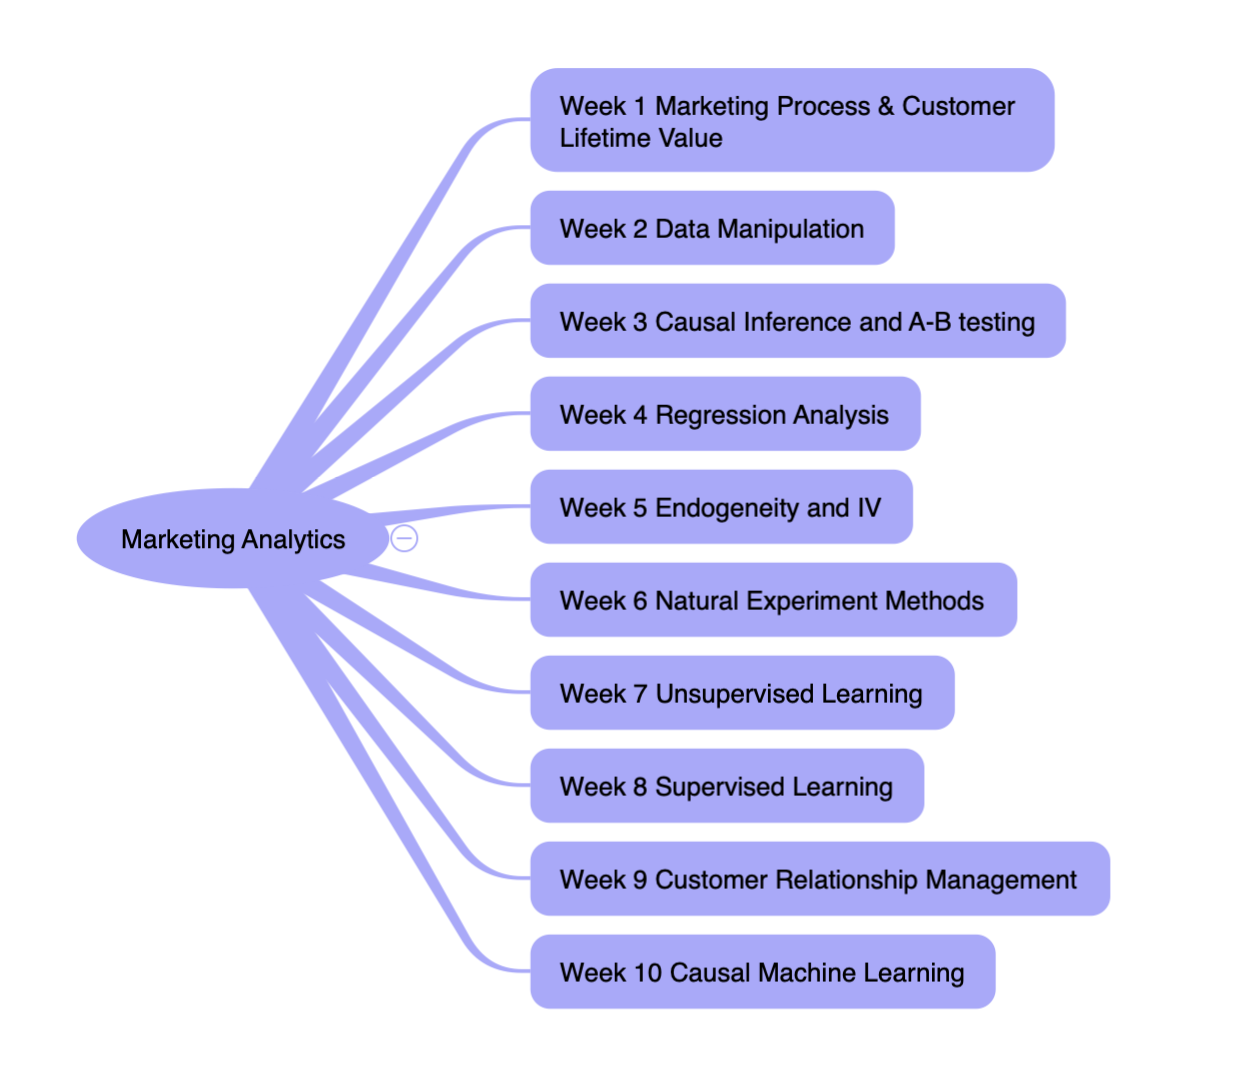 Week 1 Marketing Process & Customer
Lifetime Value
Week 2 Data Manipulation
Week 3 Causal Inference and A-B testing
Week 4 Regression Analysis
Week 5 Endogeneity and IV
Marketing Analytics
Week 6 Natural Experiment Methods
Week 7 Unsupervised Learning
Week 8 Supervised Learning
Week 9 Customer Relationship Management
Week 10 Causal Machine Learning